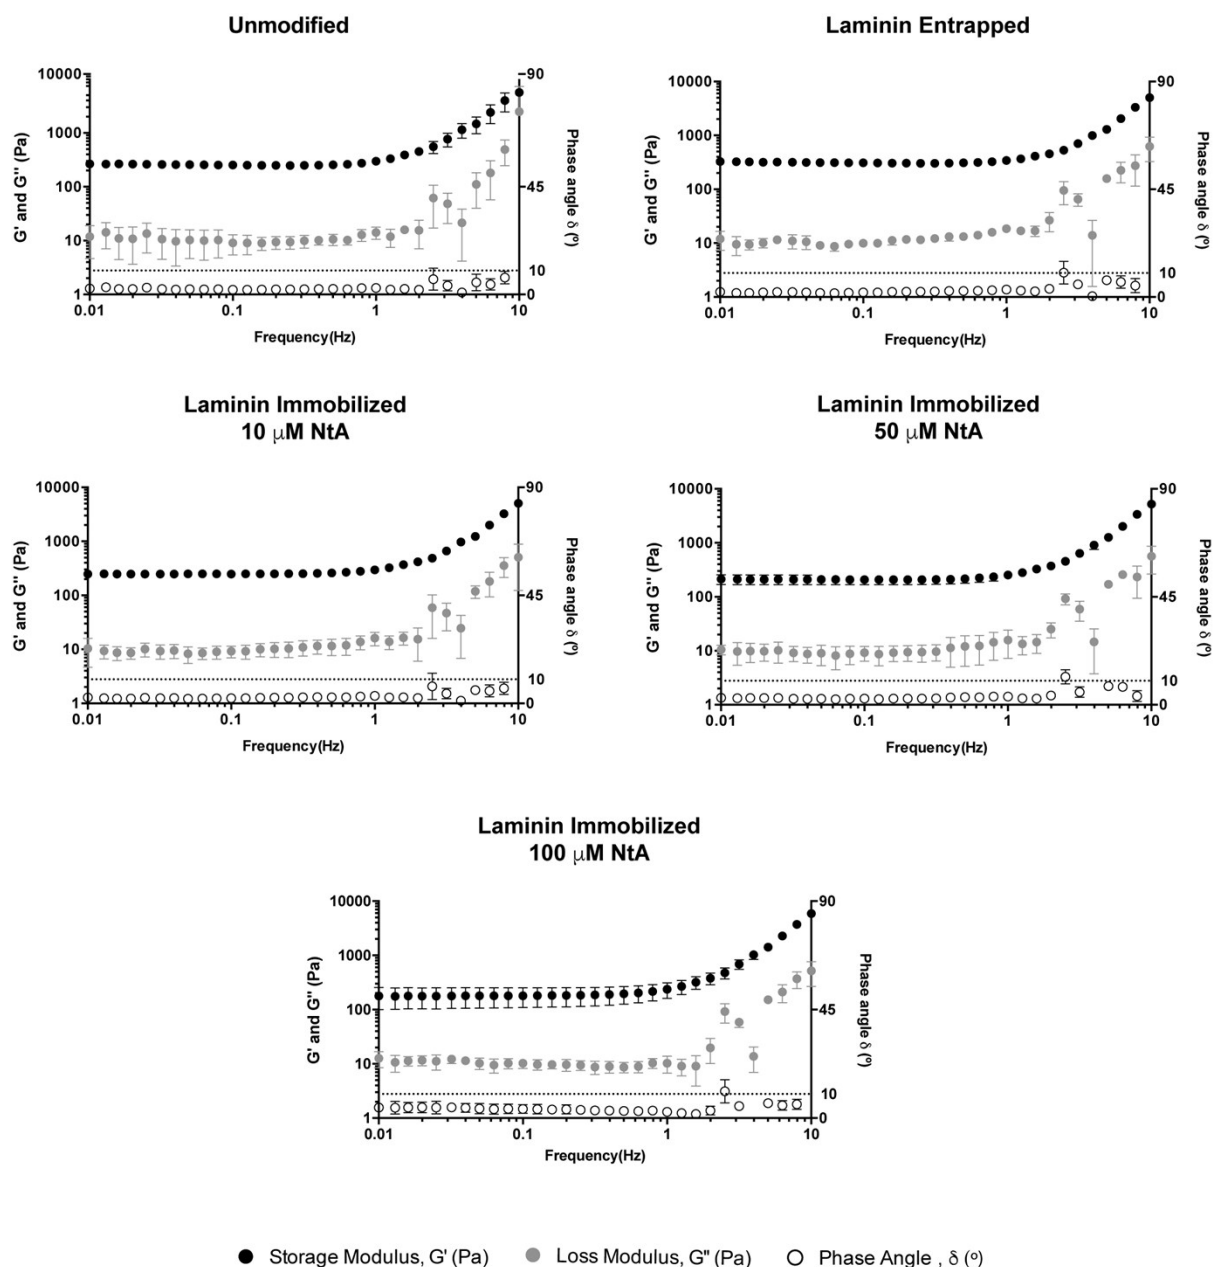 Unmodified
10000
1000
100
10
1
G' and G'' (Pa)
90
45
10
0
Phase angle δ (º)
0.01 0.1 1 10
Frequency(Hz)
Laminin Entrapped
10000
1000
100
10
1
G' and G'' (Pa)
90
45
10
0
Phase angle δ (º)
0.01 0.1 1 10
Frequency(Hz)
Laminin Immobilized
10 μM NtA
10000
1000
100
10
1
G' and G'' (Pa)
90
45
10
0
Phase angle δ (º)
0.01 0.1 1 10
Frequency(Hz)
Laminin Immobilized
50 μM NtA
10000
1000
100
10
1
G' and G'' (Pa)
90
45
10
0
Phase angle δ (º)
0.01 0.1 1 10
Frequency(Hz)
Laminin Immobilized
100 μM NtA
10000
1000
100
10
1
G' and G'' (Pa)
90
45
10
0
Phase angle δ (º)
0.01 0.1 1 10
Frequency(Hz)
Storage Modulus, G' (Pa) Loss Modulus, G'' (Pa) Phase Angle , δ (º)